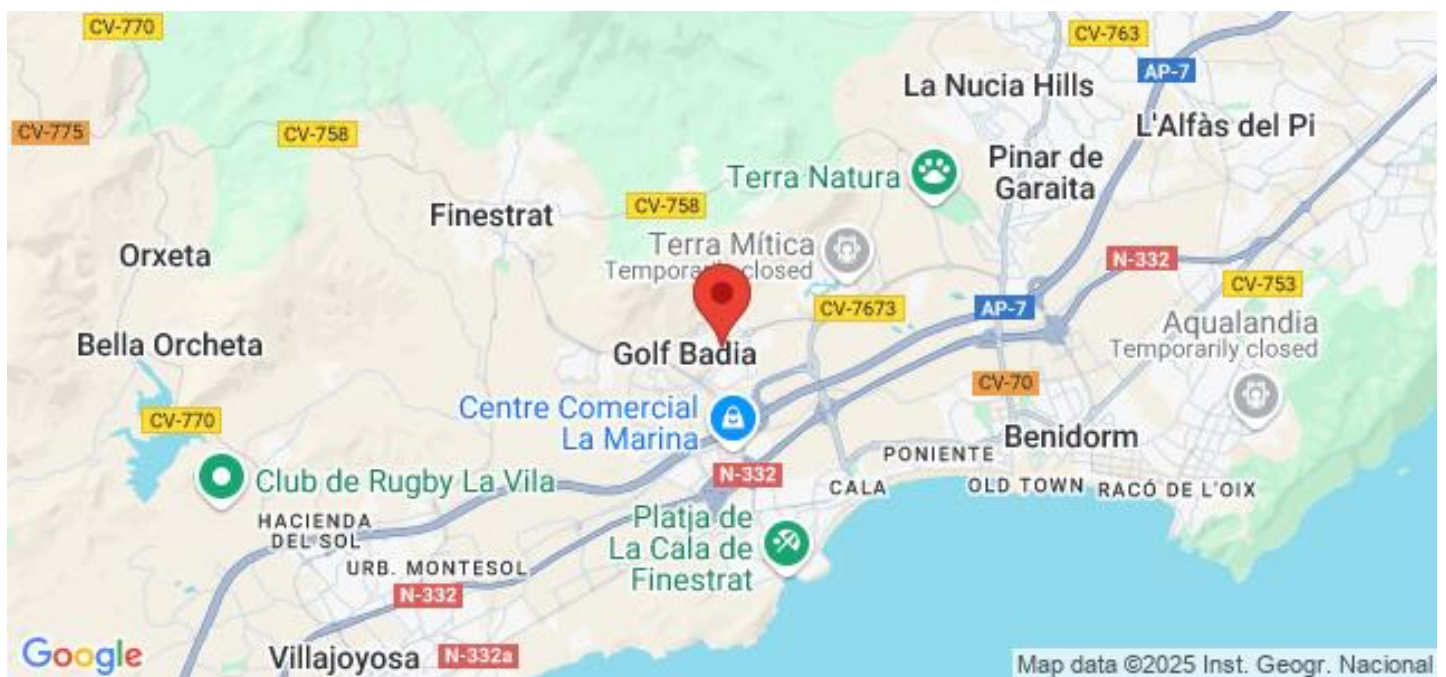 CV-770
CV-763
AP-7
La Nucia Hills
L'Alfàs del Pi
CV-775
CV-758
Pinar de
Garaita
Terra Natura
CV-758
Finestrat
Terra Mítica
Temporarily closed
Orxeta
N-332
CV-753
CV-7673
AP-7
Aqualandia
Temporarily closed
Bella Orcheta
Golf Badia
CV-70
CV-770
Centre Comercial
La Marina
Benidorm
PONIENTE
Club de Rugby La Vila
N-332
CALA
OLD TOWN
RACÓ DE L'OIX
HACIENDA
DEL SOL
Platja de
La Cala de
Finestrat
URB. MONTESOL
N-332
Google
Villajoyosa
N-332a
Map data ©2025 Inst. Geogr. Nacional